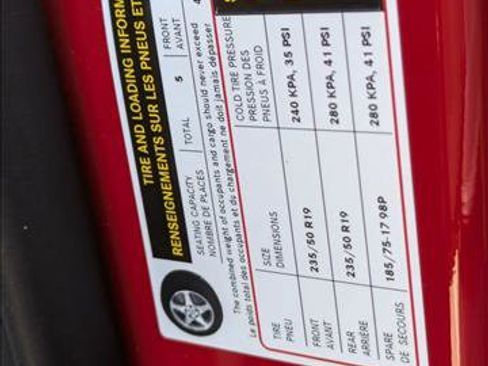 TIRE AND LOADING INFORM
RENSEIGNEMENTS SUR LES PNEUS ET
SEATING CAPACITY TOTAL 5 FRONT 4
NOMBRE DE PLACES AVANT
The combined weight of occupants and cargo should never exceed
Le poids total des occupants et du chargement ne doit jamais dépasser
TIRE SIZE COLD TIRE PRESSURE
PNEU DIMENSIONS PRESSION DES
PNEUS À FROID
FRONT 235/50 R19 240 KPA, 35 PSI
AVANT
REAR 235/50 R19 280 KPA, 41 PSI
ARRIÈRE
SPARE 185/75-17 98P 280 KPA, 41 PSI
DE SECOURS